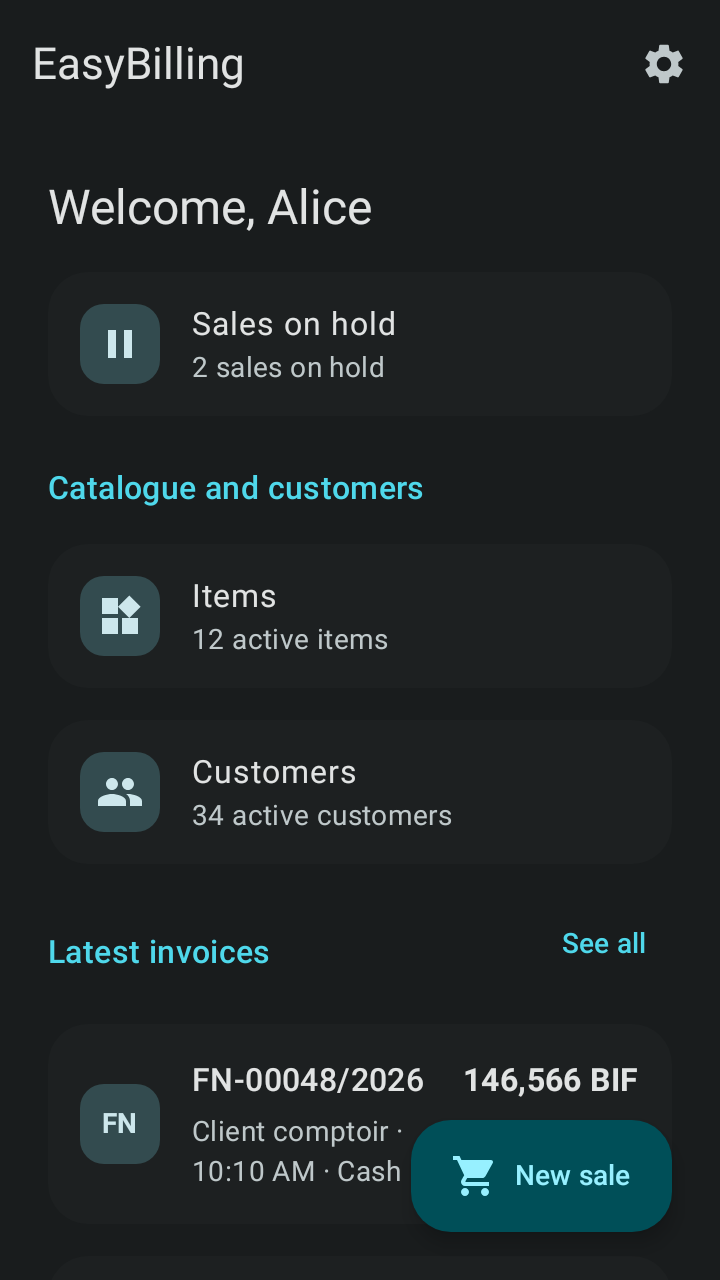 EasyBilling
Welcome, Alice
Sales on hold
2 sales on hold
Catalogue and customers
Items
12 active items
Customers
34 active customers
Latest invoices
See all
FN-00048/2026
146,566 BIF
FN
Client comptoir ·
10:10 AM · Cash
New sale